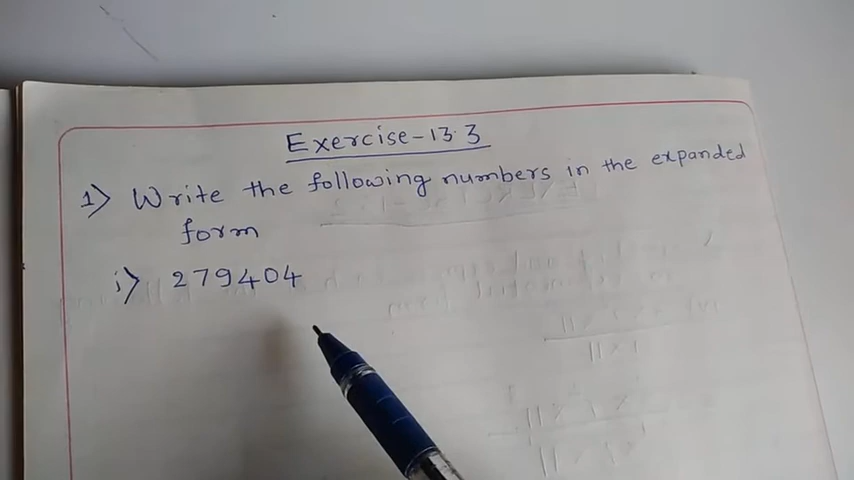 Exercise-13.3
1) Write the following numbers in the expanded
form
i) 279404